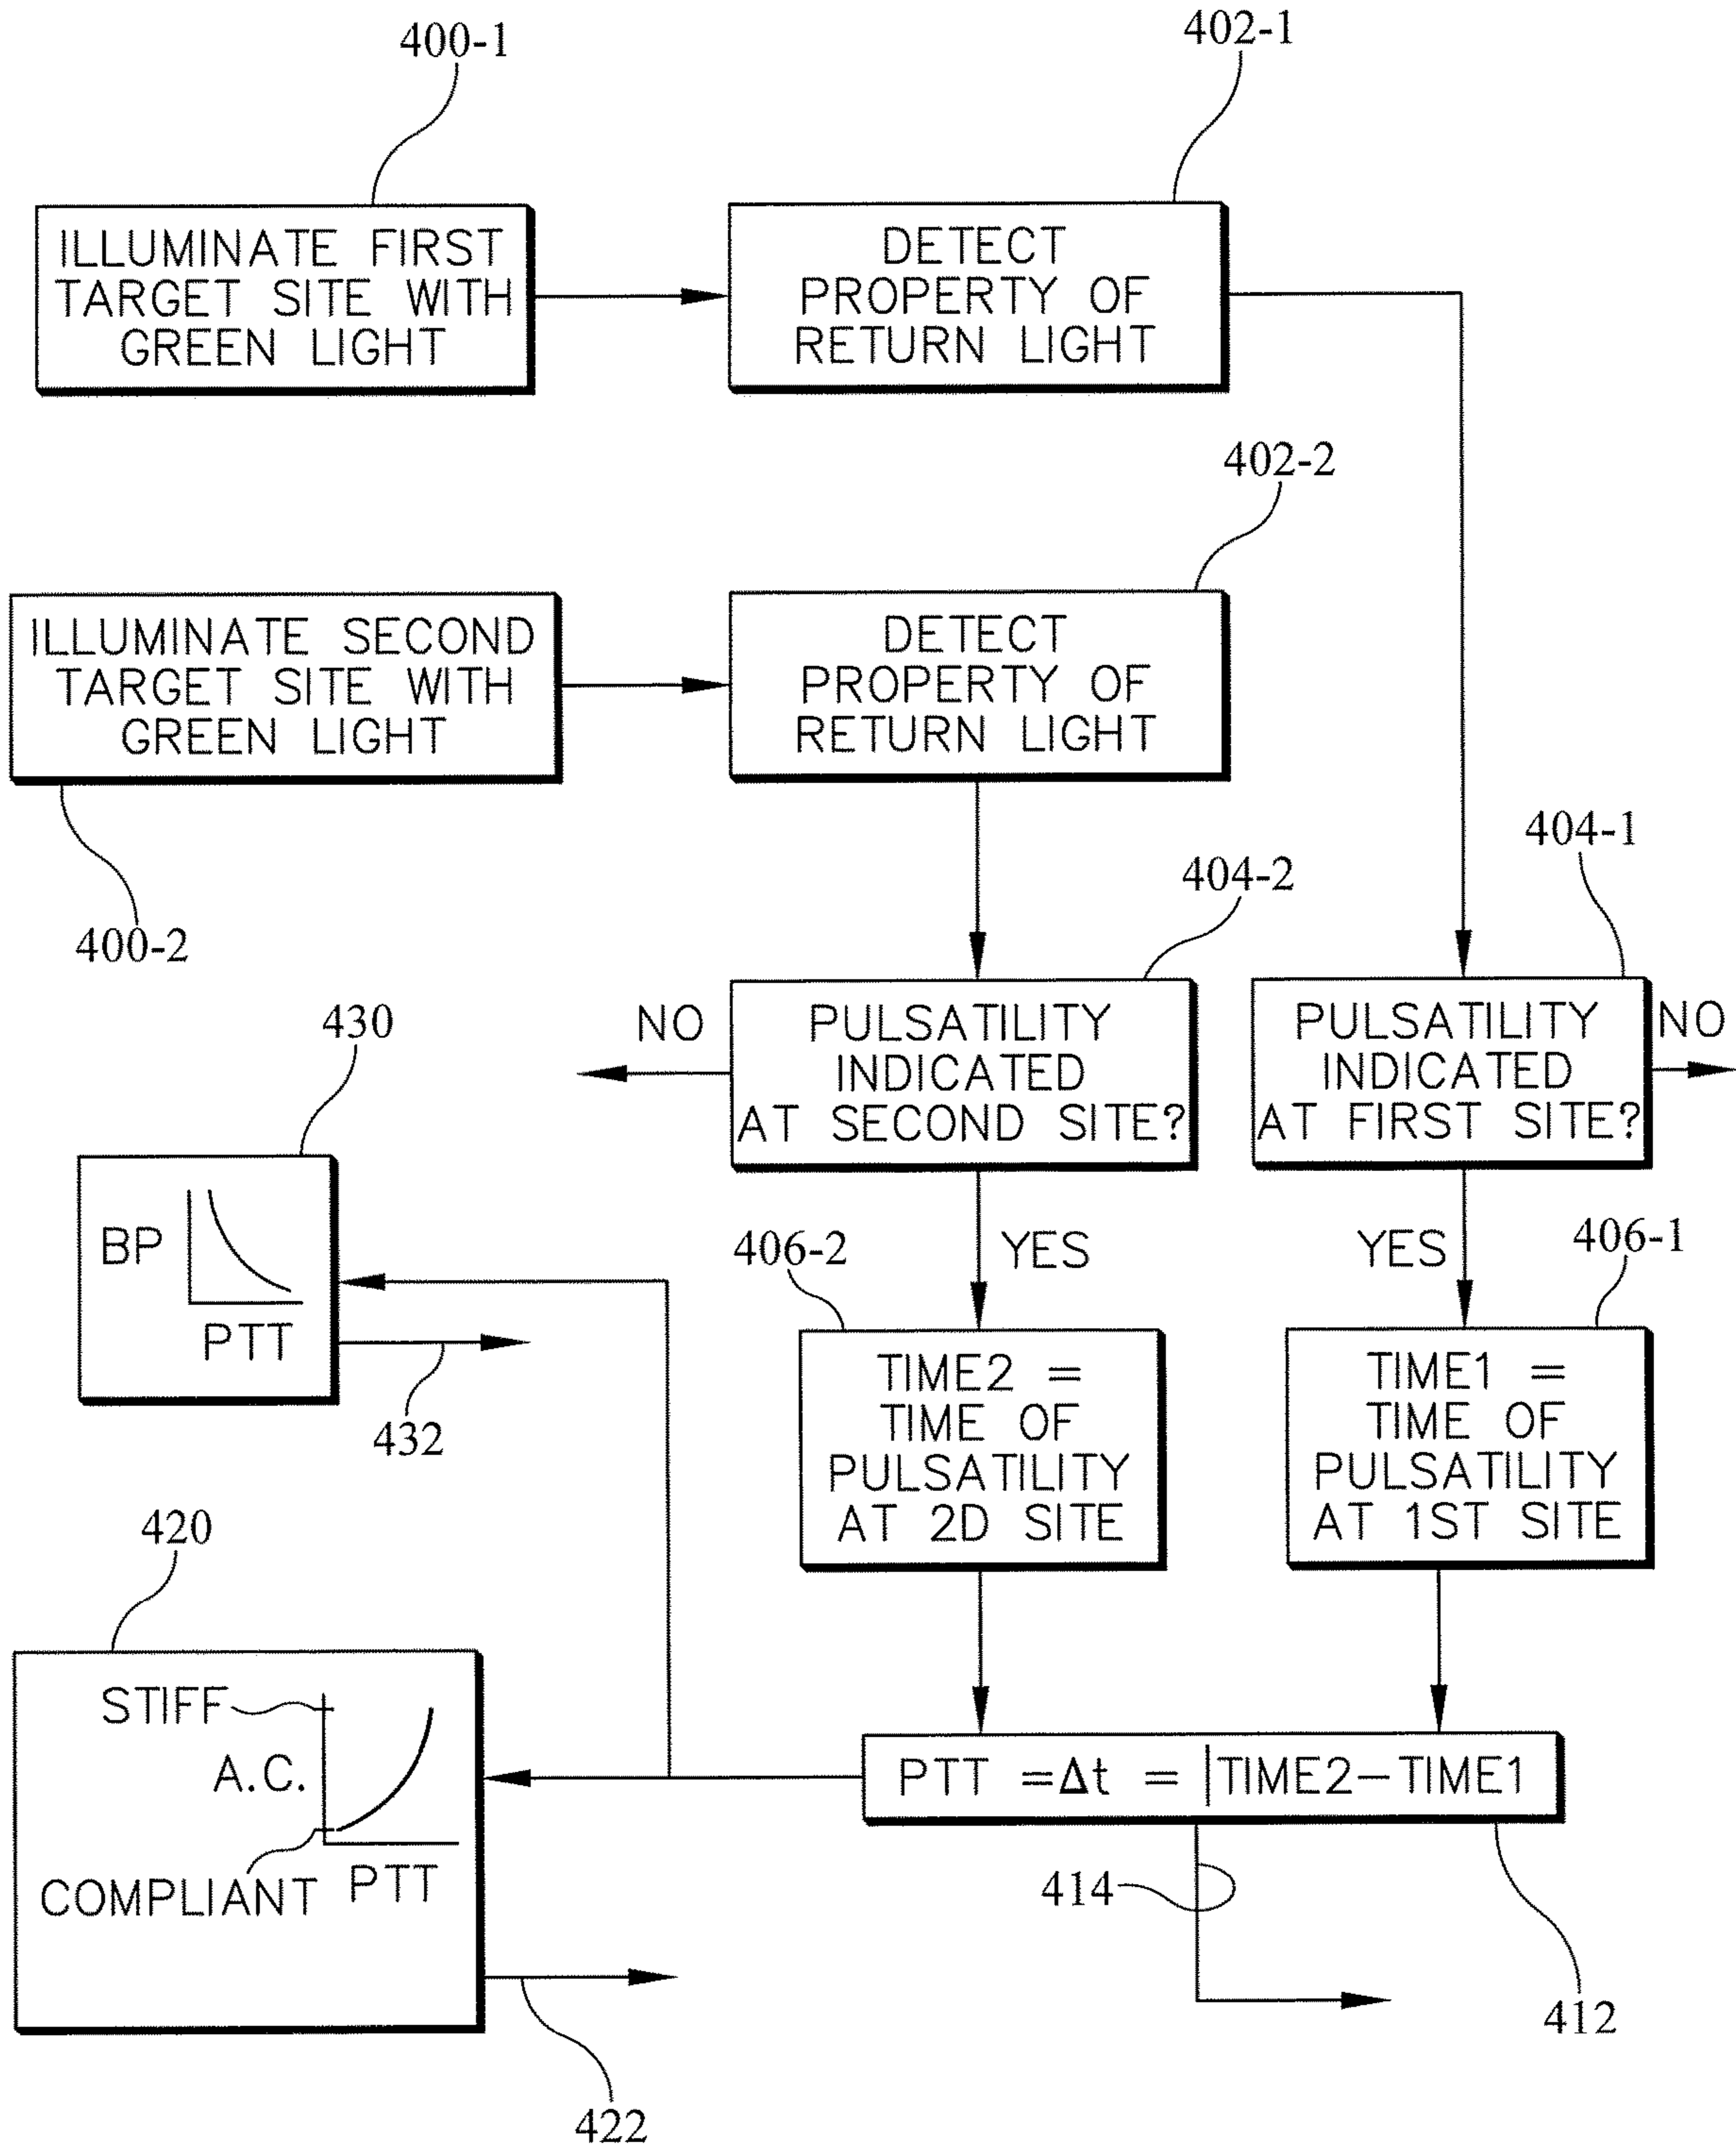 400-1
402-1
ILLUMINATE FIRST
TARGET SITE WITH
GREEN LIGHT
DETECT
PROPERTY OF
RETURN LIGHT
402-2
ILLUMINATE SECOND
TARGET SITE WITH
GREEN LIGHT
DETECT
PROPERTY OF
RETURN LIGHT
400-2
404-2
404-1
NO
PULSATILITY
INDICATED
AT SECOND SITE?
PULSATILITY
INDICATED
AT FIRST SITE?
NO
430
BP
PTT
432
406-2
YES
YES
406-1
TIME2 =
TIME OF
PULSATILITY
AT 2D SITE
TIME1 =
TIME OF
PULSATILITY
AT 1ST SITE
420
STIFF
A.C.
COMPLIANT
PTT
422
PTT =Δt = |TIME2-TIME1
414
412